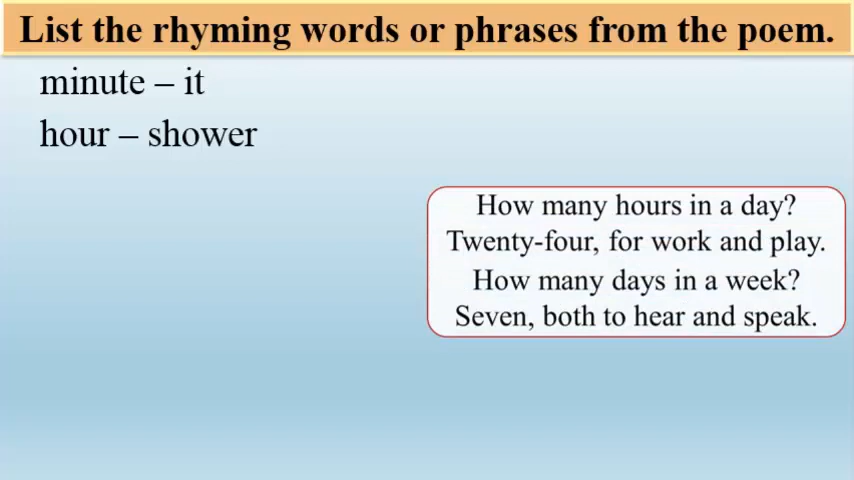 List the rhyming words or phrases from the poem.
minute – it
hour – shower
How many hours in a day?
Twenty-four, for work and play.
How many days in a week?
Seven, both to hear and speak.